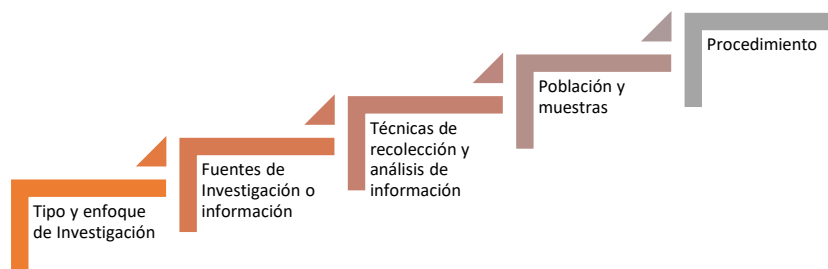 Tipo y enfoque
de Investigación
Fuentes de
Investigación o
información
Técnicas de
recolección y
análisis de
información
Población y
muestras
Procedimiento